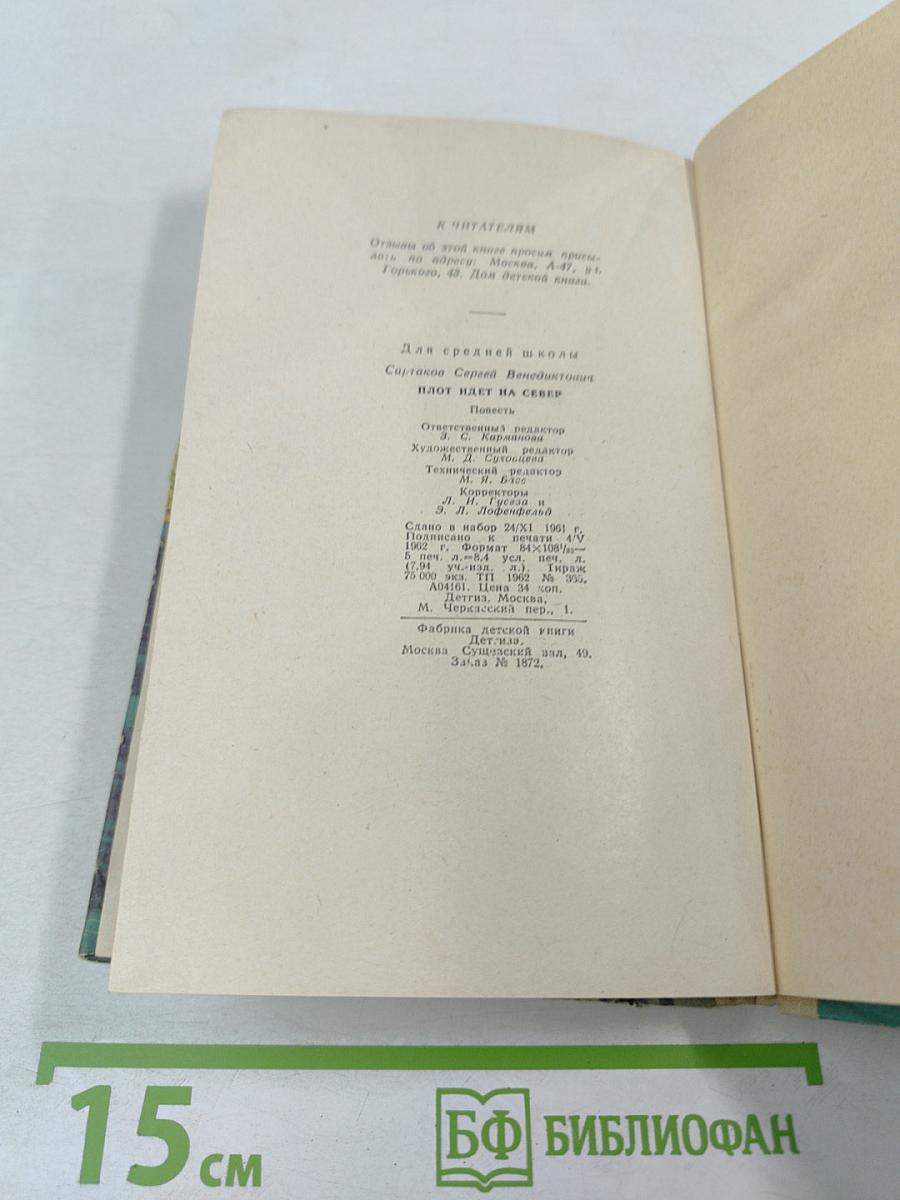 К ЧИТАТЕЛЯМ
Отзывы об этой книге просим присы-
лать по адресу: Москва, А-47, ул.
Горького, 43. Дом детской книги.
Для средней школы
Сартаков Сергей Венедиктович
ПЛОТ ИДЕТ НА СЕВЕР
Повесть
Ответственный редактор
З. С. Карманова
Художественный редактор
М. Д. Суховцева
Технический редактор
М. Я.
Корректоры
Л. И. Гусева и
Э. Л. Лофенфельд
Сдано в набор 24/XI 1961 г.
Подписано к печати 4/V
1962 г. Формат 84×108¹/₃₂—
5 печ. л.=8,4 усл. печ. л.
(7,94 уч.-изд. л.). Тираж
75 000 экз. ТП 1962 № 365.
А04161. Цена 34 коп.
Детгиз. Москва,
М. Черкасский пер., 1.
Фабрика детской книги
Детгиза.
Москва Сущевский вал, 49.
Заказ № 1872.
15 см
БФ БИБЛИОФАН